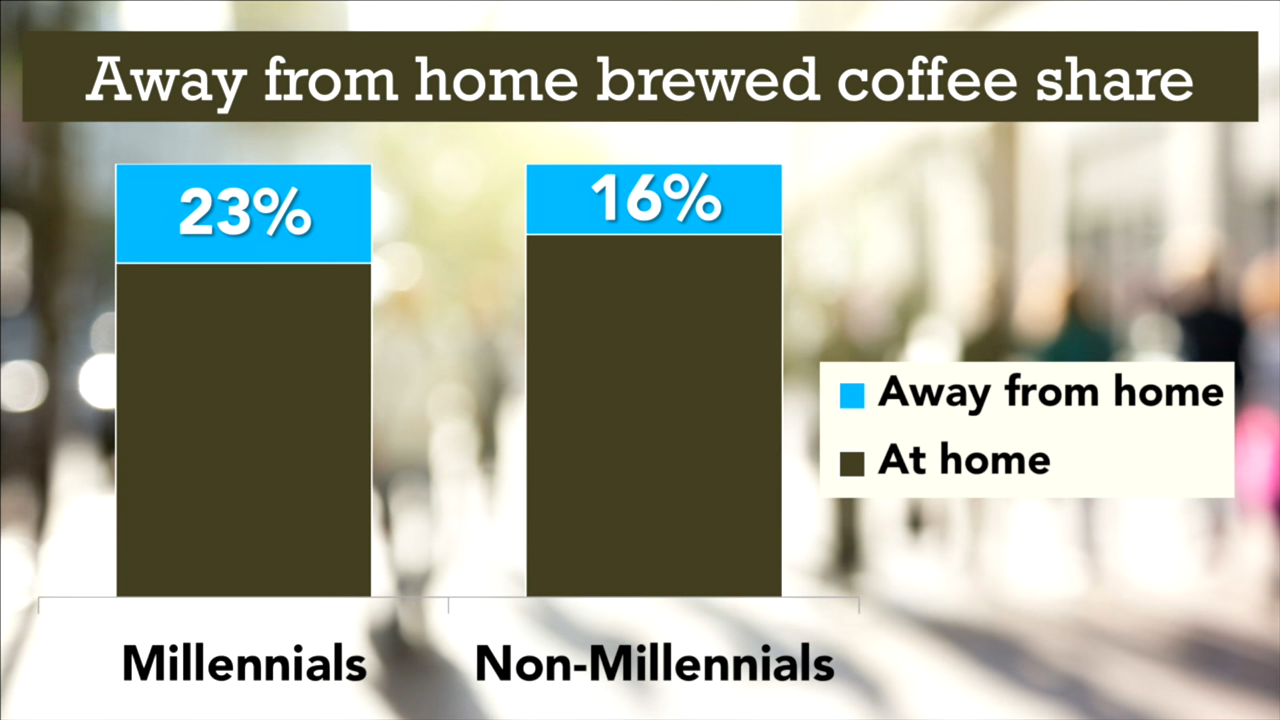 Away from home brewed coffee share
23%
16%
Away from home
At home
Millennials
Non-Millennials